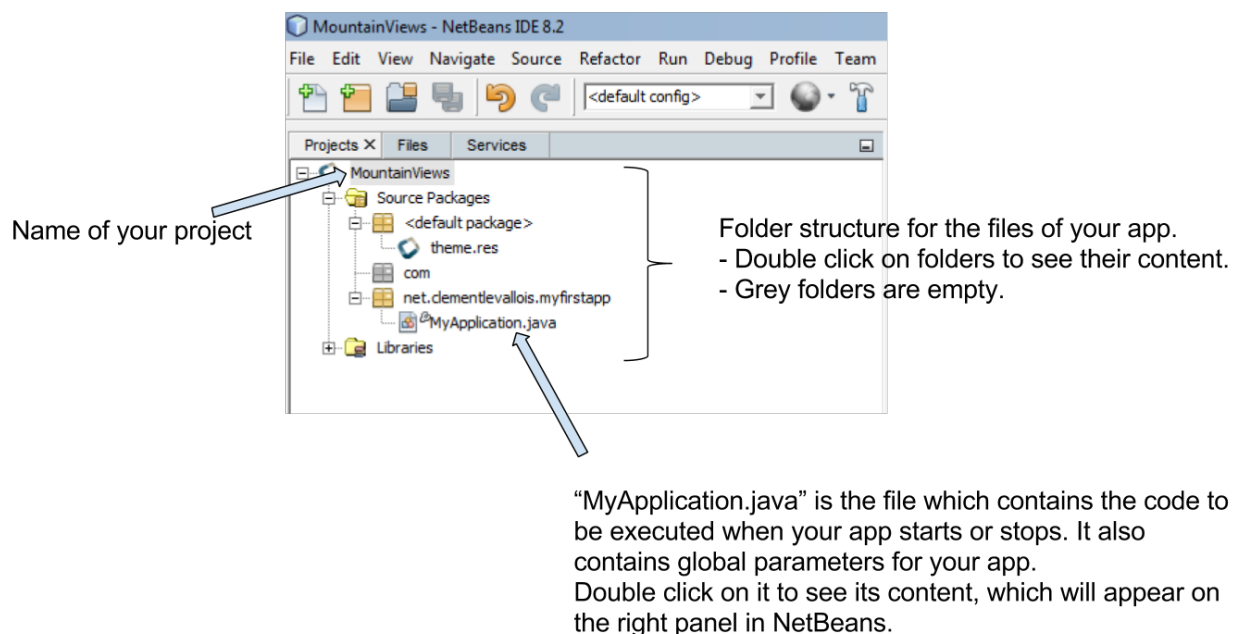 MountainViews - NetBeans IDE 8.2
File Edit View Navigate Source Refactor Run Debug Profile Team
<default config>
Projects X Files Services
MountainViews
Source Packages
<default package>
theme.res
com
net.clementlevallois.myfirstapp
MyApplication.java
Libraries
Name of your project
Folder structure for the files of your app.
- Double click on folders to see their content.
- Grey folders are empty.
“MyApplication.java” is the file which contains the code to
be executed when your app starts or stops. It also
contains global parameters for your app.
Double click on it to see its content, which will appear on
the right panel in NetBeans.